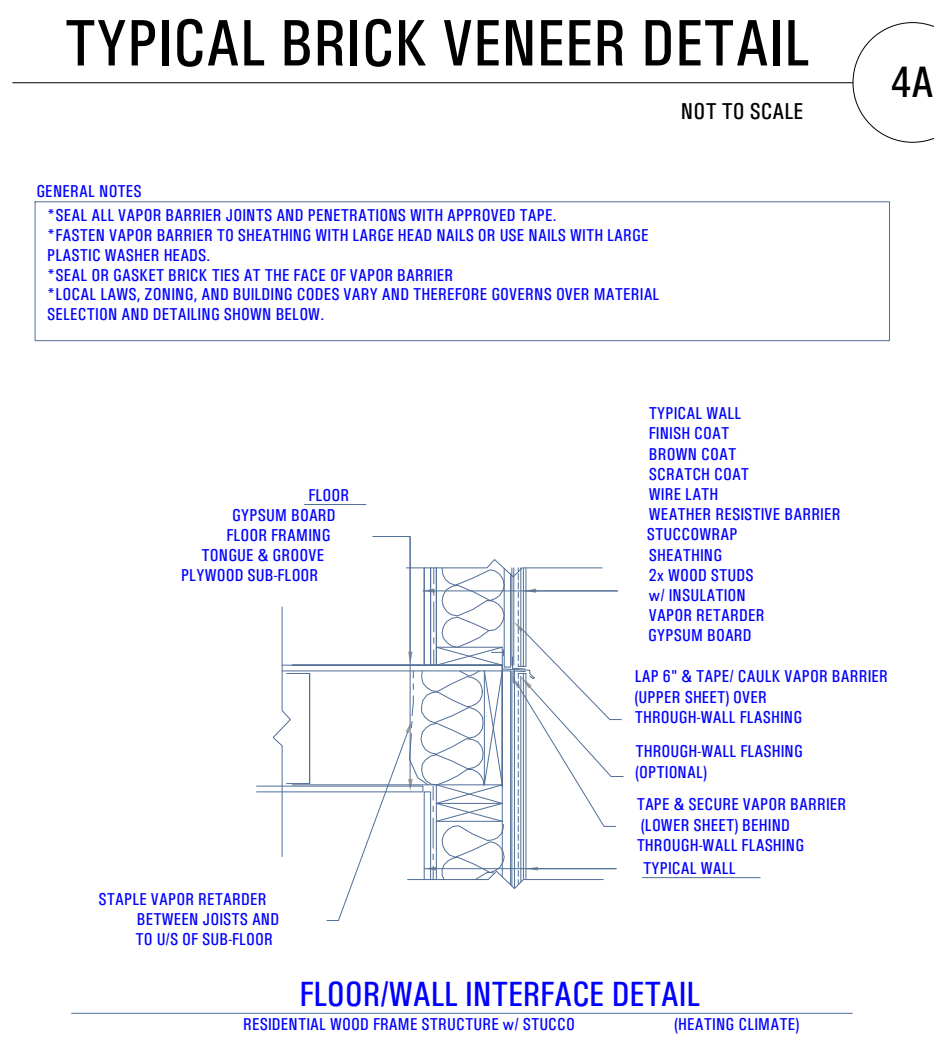 TYPICAL BRICK VENEER DETAIL
4A
NOT TO SCALE
GENERAL NOTES
*SEAL ALL VAPOR BARRIER JOINTS AND PENETRATIONS WITH APPROVED TAPE.
*FASTEN VAPOR BARRIER TO SHEATHING WITH LARGE HEAD NAILS OR USE NAILS WITH LARGE
PLASTIC WASHER HEADS.
*SEAL OR GASKET BRICK TIES AT THE FACE OF VAPOR BARRIER
*LOCAL LAWS, ZONING, AND BUILDING CODES VARY AND THEREFORE GOVERNS OVER MATERIAL
SELECTION AND DETAILING SHOWN BELOW.
FLOOR
GYPSUM BOARD
FLOOR FRAMING
TONGUE & GROOVE
PLYWOOD SUB-FLOOR
TYPICAL WALL
FINISH COAT
BROWN COAT
SCRATCH COAT
WIRE LATH
WEATHER RESISTIVE BARRIER
STUCCOWRAP
SHEATHING
2x WOOD STUDS
w/ INSULATION
VAPOR RETARDER
GYPSUM BOARD
LAP 6" & TAPE/ CAULK VAPOR BARRIER
(UPPER SHEET) OVER
THROUGH-WALL FLASHING
THROUGH-WALL FLASHING
(OPTIONAL)
TAPE & SECURE VAPOR BARRIER
(LOWER SHEET) BEHIND
THROUGH-WALL FLASHING
TYPICAL WALL
STAPLE VAPOR RETARDER
BETWEEN JOISTS AND
TO U/S OF SUB-FLOOR
FLOOR/WALL INTERFACE DETAIL
RESIDENTIAL WOOD FRAME STRUCTURE w/ STUCCO (HEATING CLIMATE)